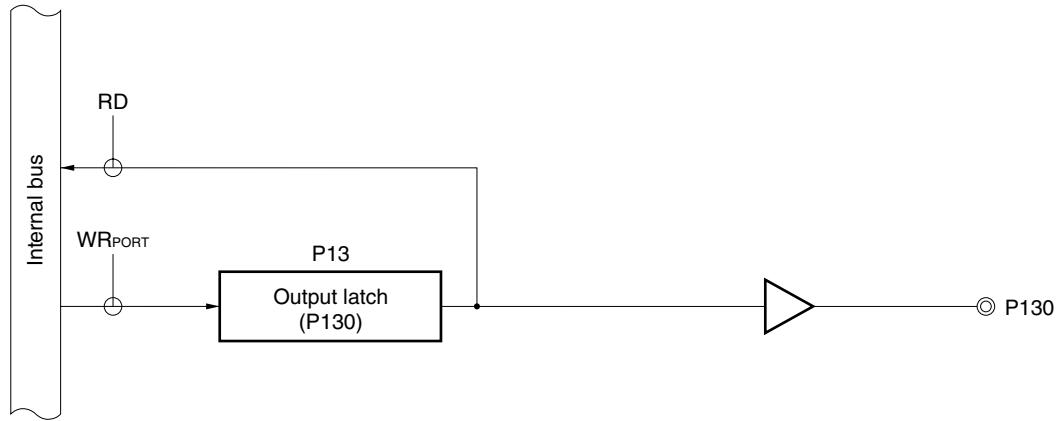 RD
Internal bus
WRPORT
P13
Output latch
(P130)
P130